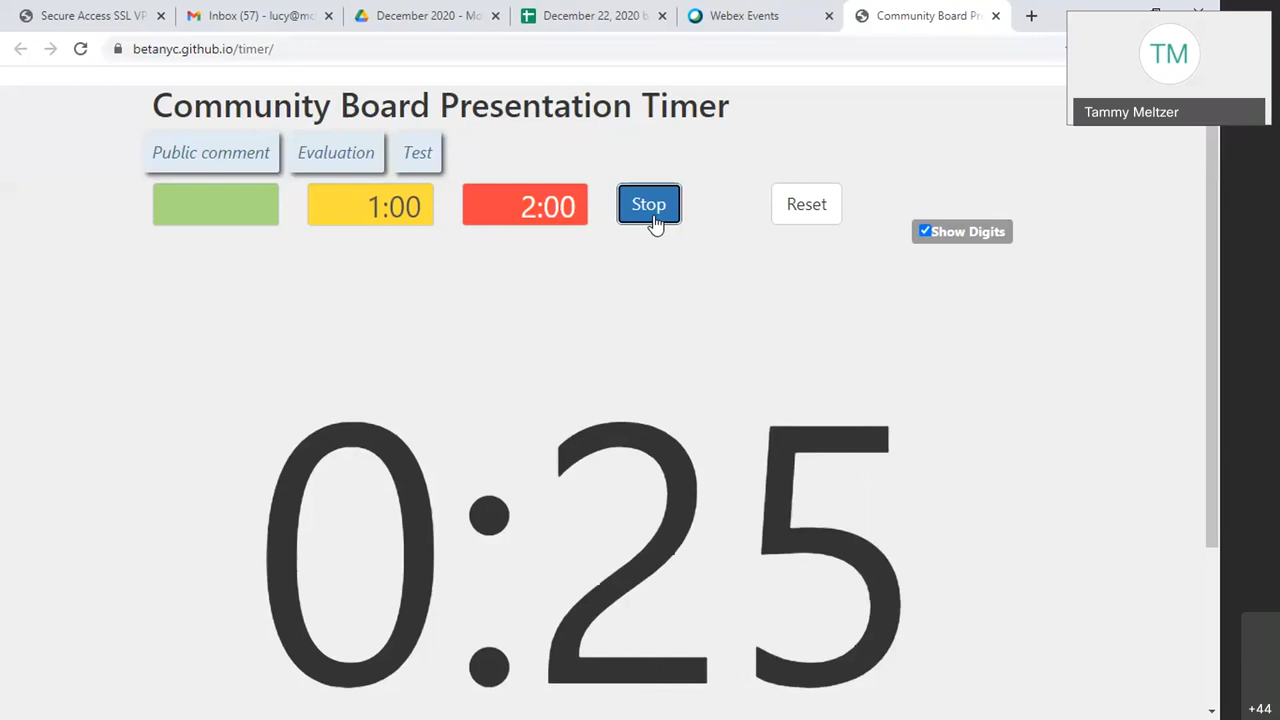 Secure Access SSL VP
Inbox (57) - lucy@mc
December 2020 - Mo
December 22, 2020 b
Webex Events
Community Board Pr
betanyc.github.io/timer/
TM
Tammy Meltzer
Community Board Presentation Timer
Public comment
Evaluation
Test
1:00
2:00
Stop
Reset
Show Digits
0:25
+44